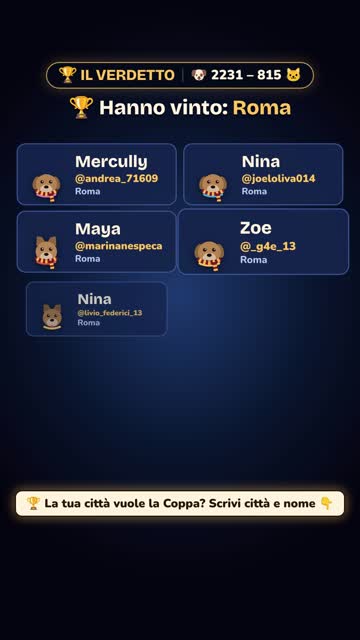 🏆 IL VERDETTO | 🐶 2231 – 815 🐱
🏆 Hanno vinto: Roma
Mercully
@andrea_71609
Roma
Nina
@joeloliva014
Roma
Maya
@marinanespeca
Roma
Zoe
@_g4e_13
Roma
Nina
@livio_federici_13
Roma
🏆 La tua città vuole la Coppa? Scrivi città e nome 👇